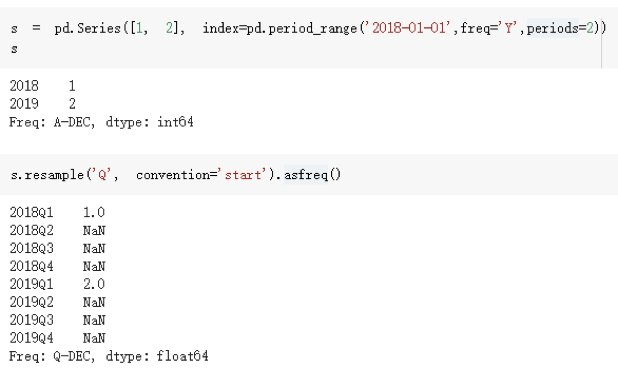 s = pd.Series([1, 2], index=pd.period_range('2018-01-01',freq='Y',periods=2))
s
2018 1
2019 2
Freq: A-DEC, dtype: int64
s.resample('Q', convention='start').asfreq()
2018Q1 1.0
2018Q2 NaN
2018Q3 NaN
2018Q4 NaN
2019Q1 2.0
2019Q2 NaN
2019Q3 NaN
2019Q4 NaN
Freq: Q-DEC, dtype: float64